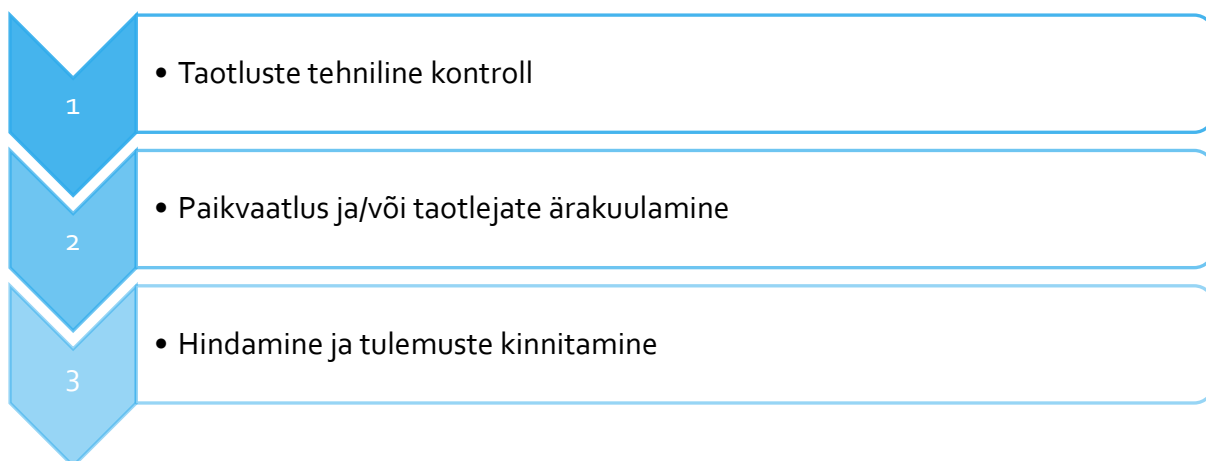 1
• Taotluste tehniline kontroll
2
• Paikvaatlus ja/või taotlejate ärakuulamine
3
• Hindamine ja tulemuste kinnitamine